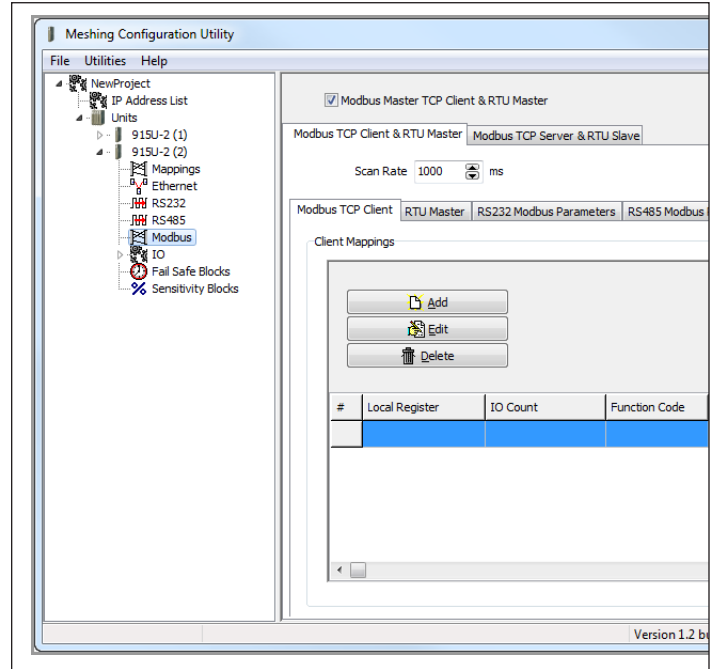 Meshing Configuration Utility
File Utilities Help
NewProject
IP Address List
Units
915U-2 (1)
915U-2 (2)
Mappings
Ethernet
RS232
RS485
Modbus
IO
Fail Safe Blocks
Sensitivity Blocks
Modbus Master TCP Client & RTU Master
Modbus TCP Client & RTU Master Modbus TCP Server & RTU Slave
Scan Rate 1000 ms
Modbus TCP Client RTU Master RS232 Modbus Parameters RS485 Modbus
Client Mappings
Add
Edit
Delete
# Local Register IO Count Function Code
Version 1.2